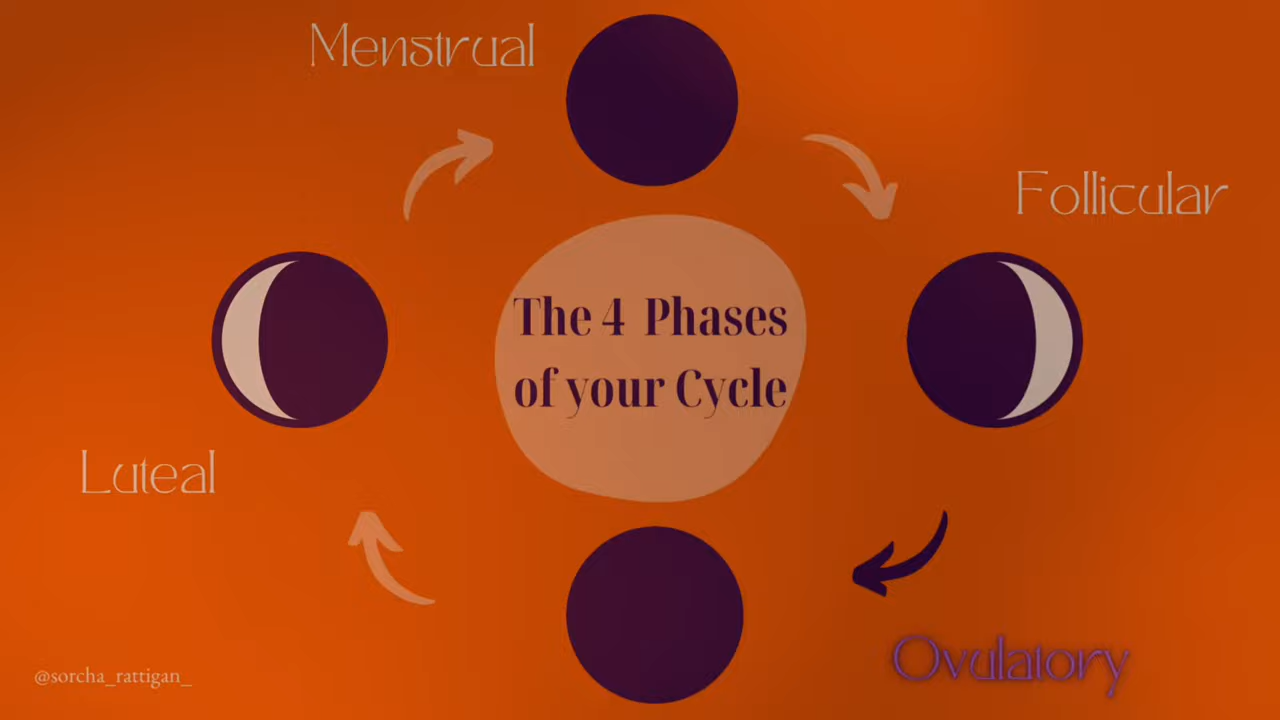 Menstrual
Follicular
The 4 Phases
of your Cycle
Luteal
Ovulatory
@sorcha_rattigan_